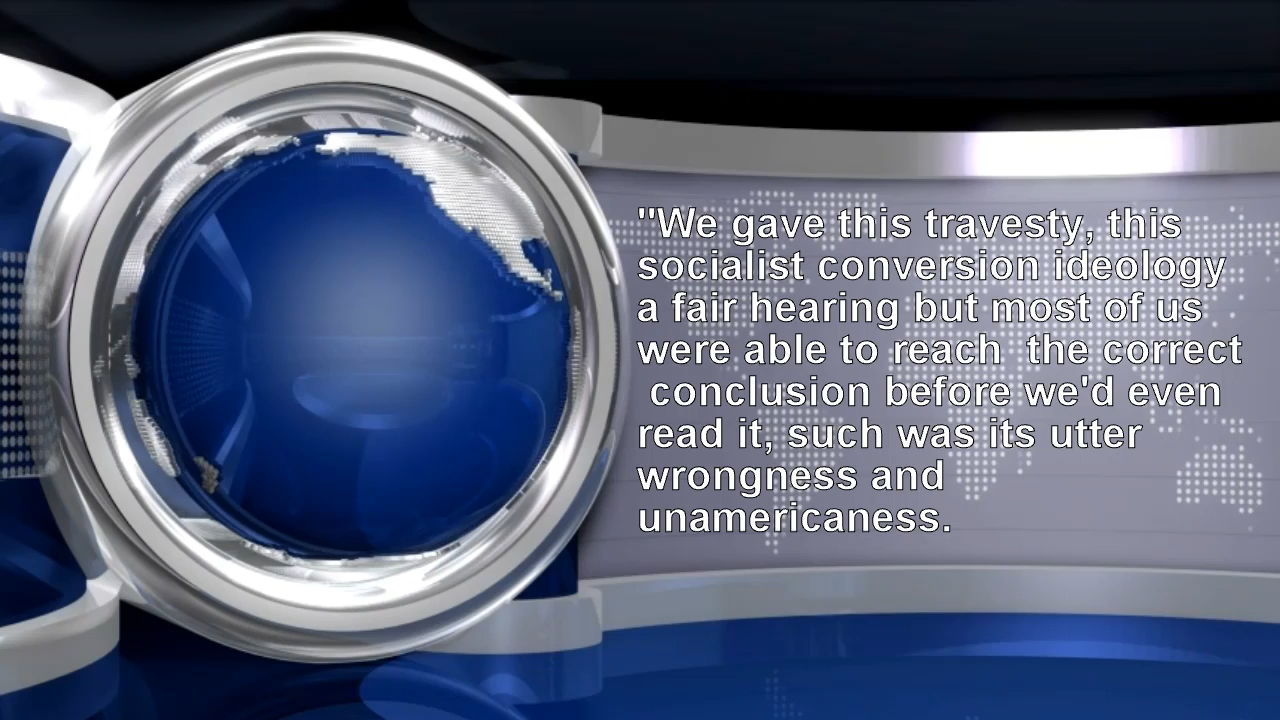 "We gave this travesty, this
socialist conversion ideology
a fair hearing but most of us
were able to reach  the correct
conclusion before we'd even
read it, such was its utter
wrongness and
unamericaness.